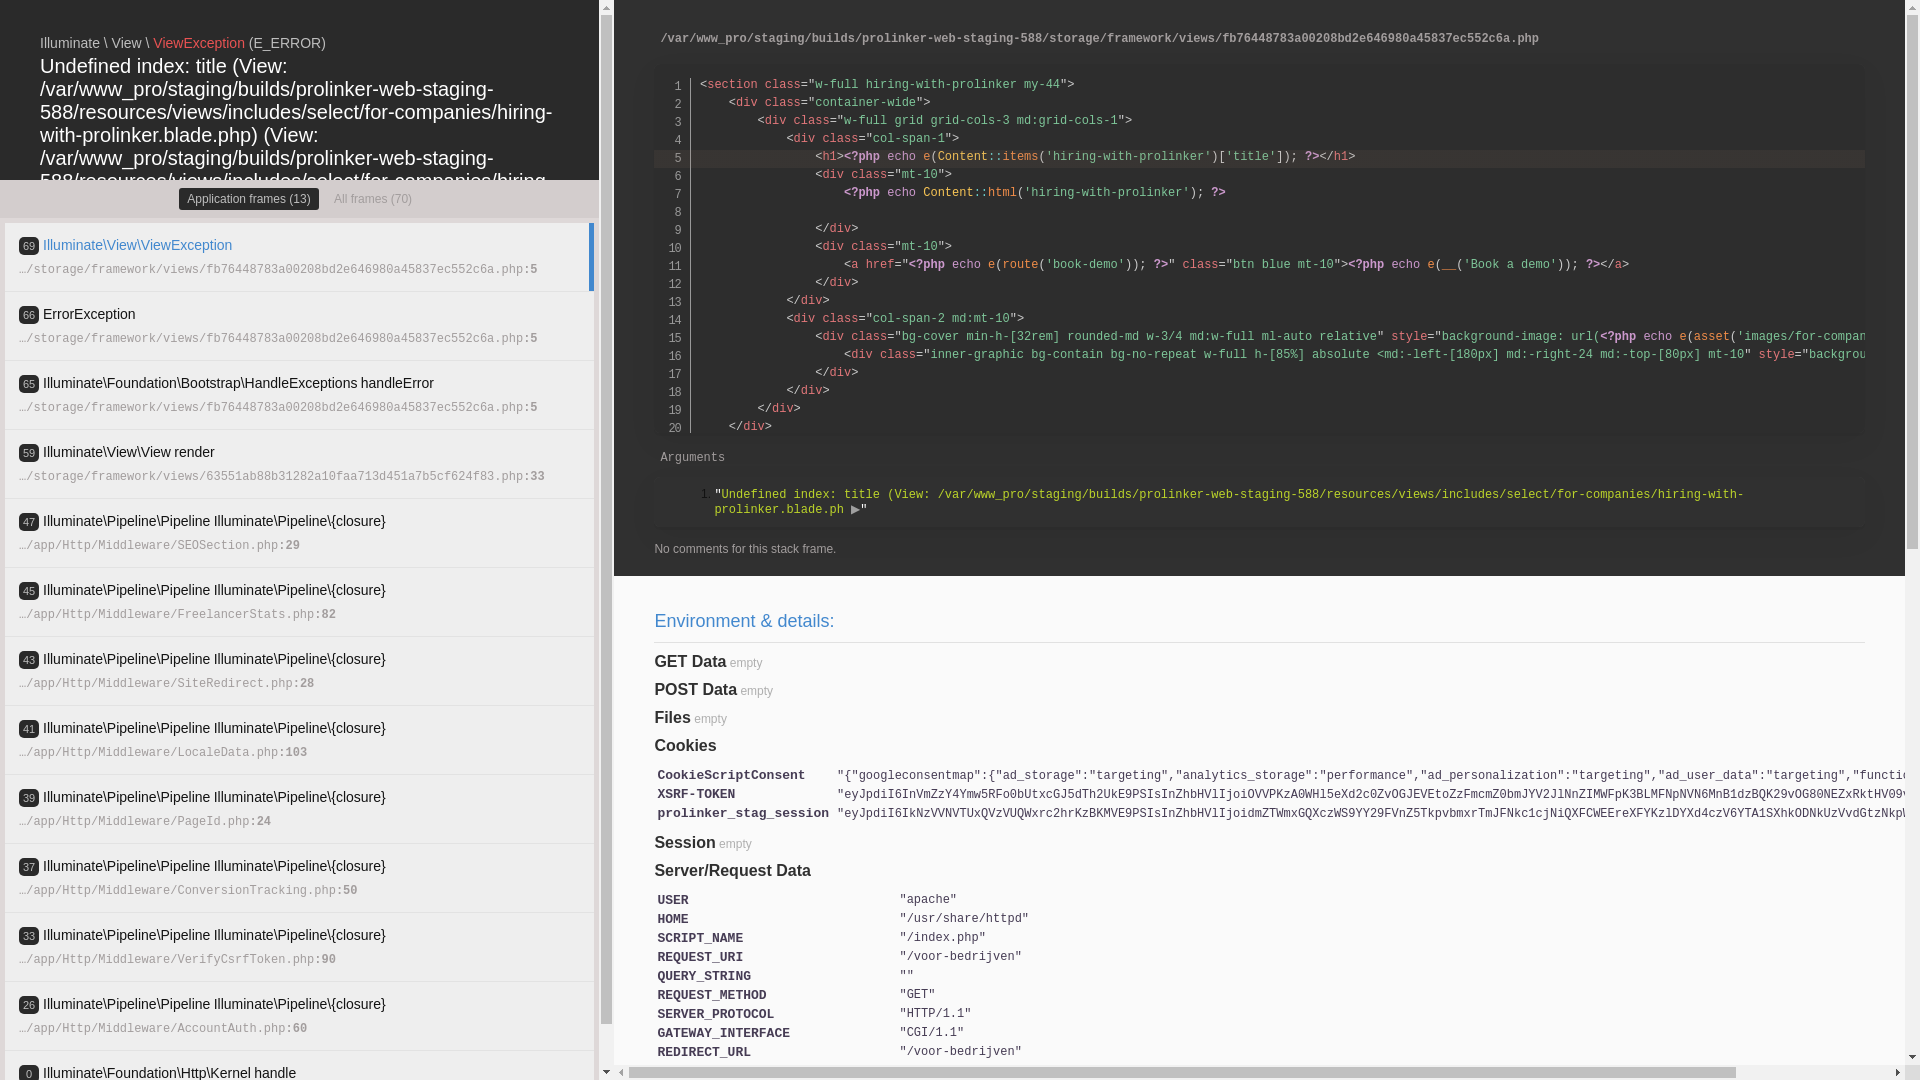 Illuminate \ View \ ViewException (E_ERROR)
Undefined index: title (View:
/var/www_pro/staging/builds/prolinker-web-staging-
588/resources/views/includes/select/for-companies/hiring-
with-prolinker.blade.php) (View:
/var/www_pro/staging/builds/prolinker-web-staging-
588/resources/views/includes/select/for-companies/hiring-
Application frames (13) All frames (70)
69 Illuminate\View\ViewException
…/storage/framework/views/fb76448783a00208bd2e646980a45837ec552c6a.php:5
66 ErrorException
…/storage/framework/views/fb76448783a00208bd2e646980a45837ec552c6a.php:5
65 Illuminate\Foundation\Bootstrap\HandleExceptions handleError
…/storage/framework/views/fb76448783a00208bd2e646980a45837ec552c6a.php:5
59 Illuminate\View\View render
…/storage/framework/views/63551ab88b31282a10faa713d451a7b5cf624f83.php:33
47 Illuminate\Pipeline\Pipeline Illuminate\Pipeline\{closure}
…/app/Http/Middleware/SEOSection.php:29
45 Illuminate\Pipeline\Pipeline Illuminate\Pipeline\{closure}
…/app/Http/Middleware/FreelancerStats.php:82
43 Illuminate\Pipeline\Pipeline Illuminate\Pipeline\{closure}
…/app/Http/Middleware/SiteRedirect.php:28
41 Illuminate\Pipeline\Pipeline Illuminate\Pipeline\{closure}
…/app/Http/Middleware/LocaleData.php:103
39 Illuminate\Pipeline\Pipeline Illuminate\Pipeline\{closure}
…/app/Http/Middleware/PageId.php:24
37 Illuminate\Pipeline\Pipeline Illuminate\Pipeline\{closure}
…/app/Http/Middleware/ConversionTracking.php:50
33 Illuminate\Pipeline\Pipeline Illuminate\Pipeline\{closure}
…/app/Http/Middleware/VerifyCsrfToken.php:90
26 Illuminate\Pipeline\Pipeline Illuminate\Pipeline\{closure}
…/app/Http/Middleware/AccountAuth.php:60
0 Illuminate\Foundation\Http\Kernel handle
/var/www_pro/staging/builds/prolinker-web-staging-588/storage/framework/views/fb76448783a00208bd2e646980a45837ec552c6a.php
1 <section class="w-full hiring-with-prolinker my-44">
2 <div class="container-wide">
3 <div class="w-full grid grid-cols-3 md:grid-cols-1">
4 <div class="col-span-1">
5 <h1><?php echo e(Content::items('hiring-with-prolinker')['title']); ?></h1>
6 <div class="mt-10">
7 <?php echo Content::html('hiring-with-prolinker'); ?>
8
9 </div>
10 <div class="mt-10">
11 <a href="<?php echo e(route('book-demo')); ?>" class="btn blue mt-10"><?php echo e(__('Book a demo')); ?></a>
12 </div>
13 </div>
14 <div class="col-span-2 md:mt-10">
15 <div class="bg-cover min-h-[32rem] rounded-md w-3/4 md:w-full ml-auto relative" style="background-image: url(<?php echo e(asset('images/for-compan
16 <div class="inner-graphic bg-contain bg-no-repeat w-full h-[85%] absolute <md:-left-[180px] md:-right-24 md:-top-[80px] mt-10" style="backgrou
17 </div>
18 </div>
19 </div>
20 </div>
Arguments
1. "Undefined index: title (View: /var/www_pro/staging/builds/prolinker-web-staging-588/resources/views/includes/select/for-companies/hiring-with-
prolinker.blade.ph ▶"
No comments for this stack frame.
Environment & details:
GET Data empty
POST Data empty
Files empty
Cookies
CookieScriptConsent "{"googleconsentmap":{"ad_storage":"targeting","analytics_storage":"performance","ad_personalization":"targeting","ad_user_data":"targeting","functio
XSRF-TOKEN
prolinker_stag_session
Session empty
Server/Request Data
USER "apache"
HOME "/usr/share/httpd"
SCRIPT_NAME "/index.php"
REQUEST_URI "/voor-bedrijven"
QUERY_STRING ""
REQUEST_METHOD "GET"
SERVER_PROTOCOL "HTTP/1.1"
GATEWAY_INTERFACE "CGI/1.1"
REDIRECT_URL "/voor-bedrijven"